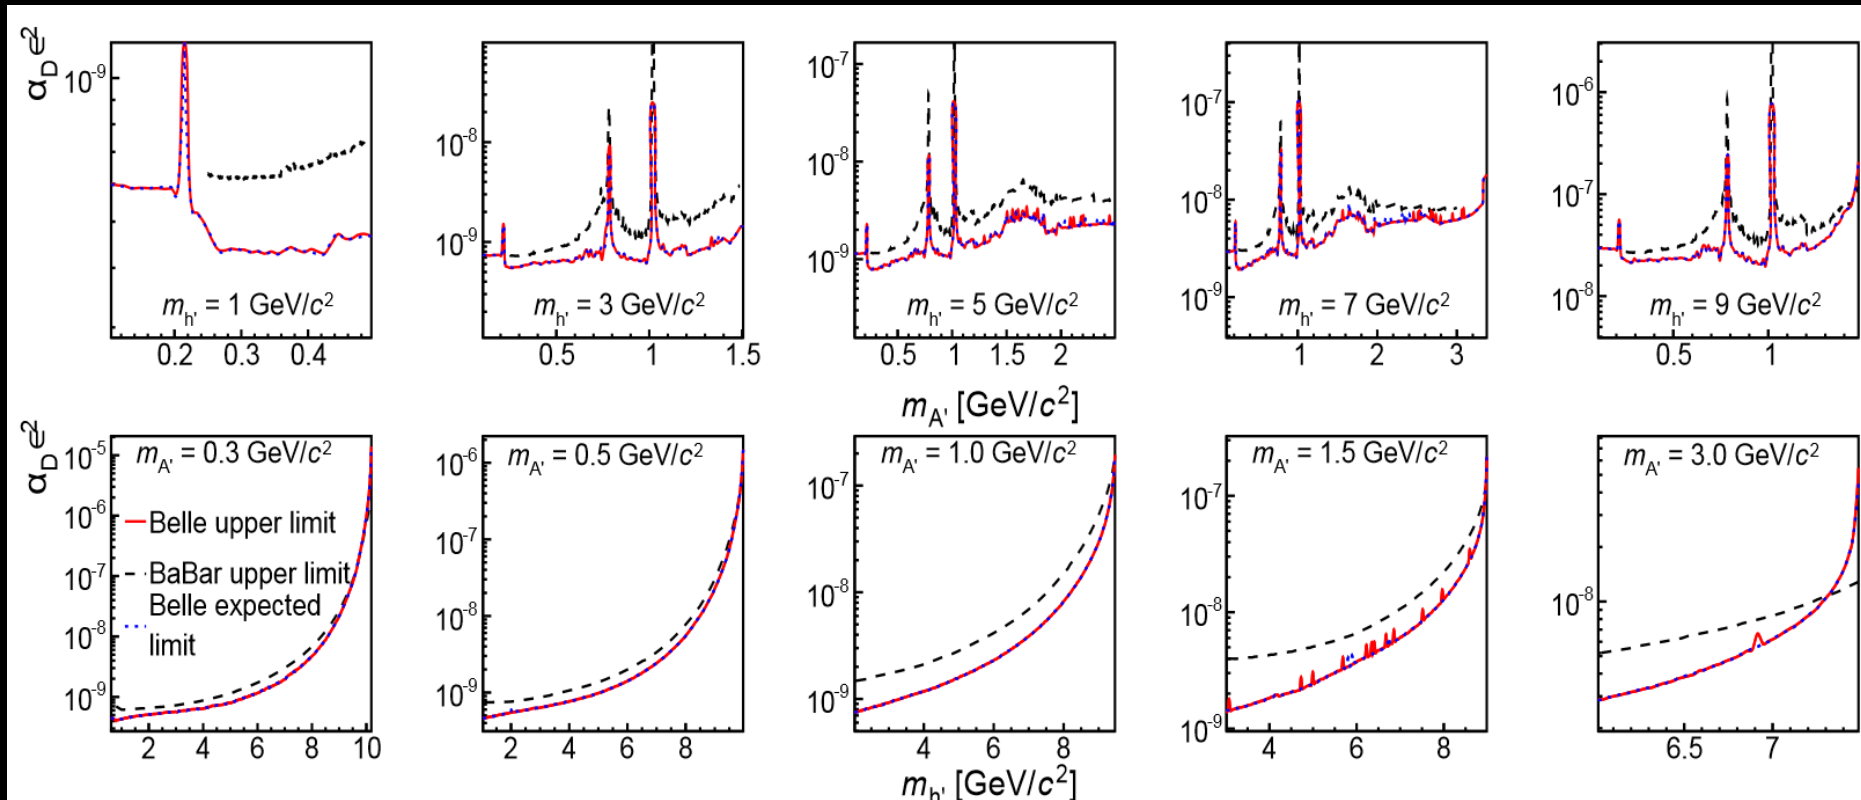 α_D ϵ²
10⁻⁹
m_h' = 1 GeV/c²
0.2 0.3 0.4
10⁻⁸
10⁻⁹
m_h' = 3 GeV/c²
0.5 1 1.5
10⁻⁷
10⁻⁸
10⁻⁹
m_h' = 5 GeV/c²
0.5 1 1.5 2
10⁻⁷
10⁻⁸
10⁻⁹
m_h' = 7 GeV/c²
1 2 3
10⁻⁶
10⁻⁷
10⁻⁸
m_h' = 9 GeV/c²
0.5 1
m_A' [GeV/c²]
α_D ϵ²
10⁻⁵
10⁻⁶
10⁻⁷
10⁻⁸
10⁻⁹
m_A' = 0.3 GeV/c²
Belle upper limit
BaBar upper limit
Belle expected
limit
2 4 6 8 10
10⁻⁶
10⁻⁷
10⁻⁸
10⁻⁹
m_A' = 0.5 GeV/c²
2 4 6 8
10⁻⁷
10⁻⁸
10⁻⁹
m_A' = 1.0 GeV/c²
4 6 8
10⁻⁷
10⁻⁸
10⁻⁹
m_A' = 1.5 GeV/c²
4 6 8
10⁻⁸
m_A' = 3.0 GeV/c²
6.5 7
m_h' [GeV/c²]